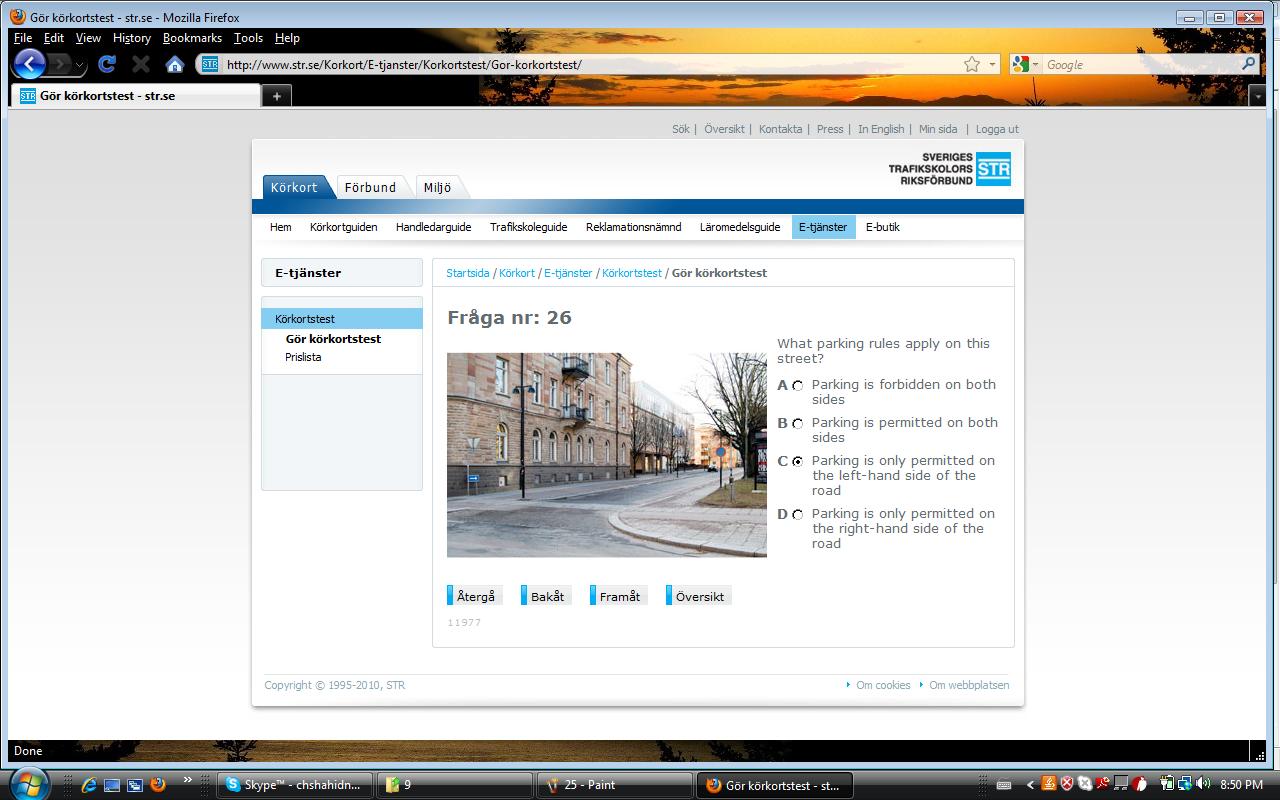 Gör körkortstest - str.se - Mozilla Firefox
File Edit View History Bookmarks Tools Help
STR http://www.str.se/Korkort/E-tjanster/Korkortstest/Gor-korkortstest/ Google
STR Gör körkortstest - str.se +
Sök | Översikt | Kontakta | Press | In English | Min sida | Logga ut
SVERIGES
TRAFIKSKOLORS
RIKSFÖRBUND
STR
Körkort Förbund Miljö
Hem Körkortguiden Handledarguide Trafikskoleguide Reklamationsnämnd Läromedelsguide E-tjänster E-butik
E-tjänster
Körkortstest
Gör körkortstest
Prislista
Startsida / Körkort / E-tjänster / Körkortstest / Gör körkortstest
Fråga nr: 26
What parking rules apply on this
street?
A Parking is forbidden on both
sides
B Parking is permitted on both
sides
C Parking is only permitted on
the left-hand side of the
road
D Parking is only permitted on
the right-hand side of the
road
Återgå Bakåt Framåt Översikt
11977
Copyright © 1995-2010, STR Om cookies Om webbplatsen
Done
Skype™ - chshahidn... 9 25 - Paint Gör körkortstest - st... 8:50 PM